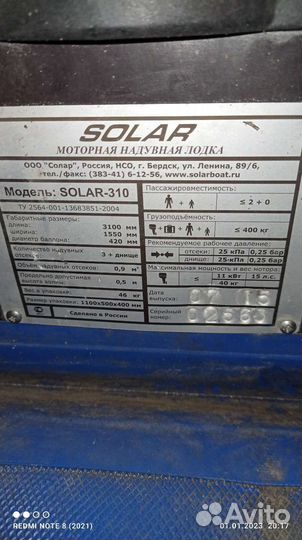 SOLAR
МОТОРНАЯ НАДУВНАЯ ЛОДКА
ООО "Солар", Россия, НСО, г. Бердск, ул. Ленина, 89/6,
тел./факс: (383-41) 6-12-56, www.solarboat.ru
Модель: SOLAR-310
ТУ 2564-001-13683851-2004
Габаритные размеры:
длина: 3100 мм
ширина: 1550 мм
диаметр баллона: 420 мм
Количество надувных отсеков: 3 + днище
Объём надувных отсеков: 0,9 м³
Предельно допустимая высота волны: 0,5 м
Вес в упаковке: 46 кг
Размер упаковки: 1100х500х400 мм
Сделано в России
Пассажировместимость:
+ ≤ 2 + 0
Грузоподъёмность:
+ + ≤ 400 кг
Рекомендуемое рабочее давление:
отсеки: 25 кПа 0,25 бар
днище: 25 кПа 0,25 бар
Максимальная мощность и вес мотора:
11 кВт 15 л.с.
40 кг
Дата выпуска:
Серийный номер:
REDMI NOTE 8 (2021)
01.01.2023 20:17
Avito